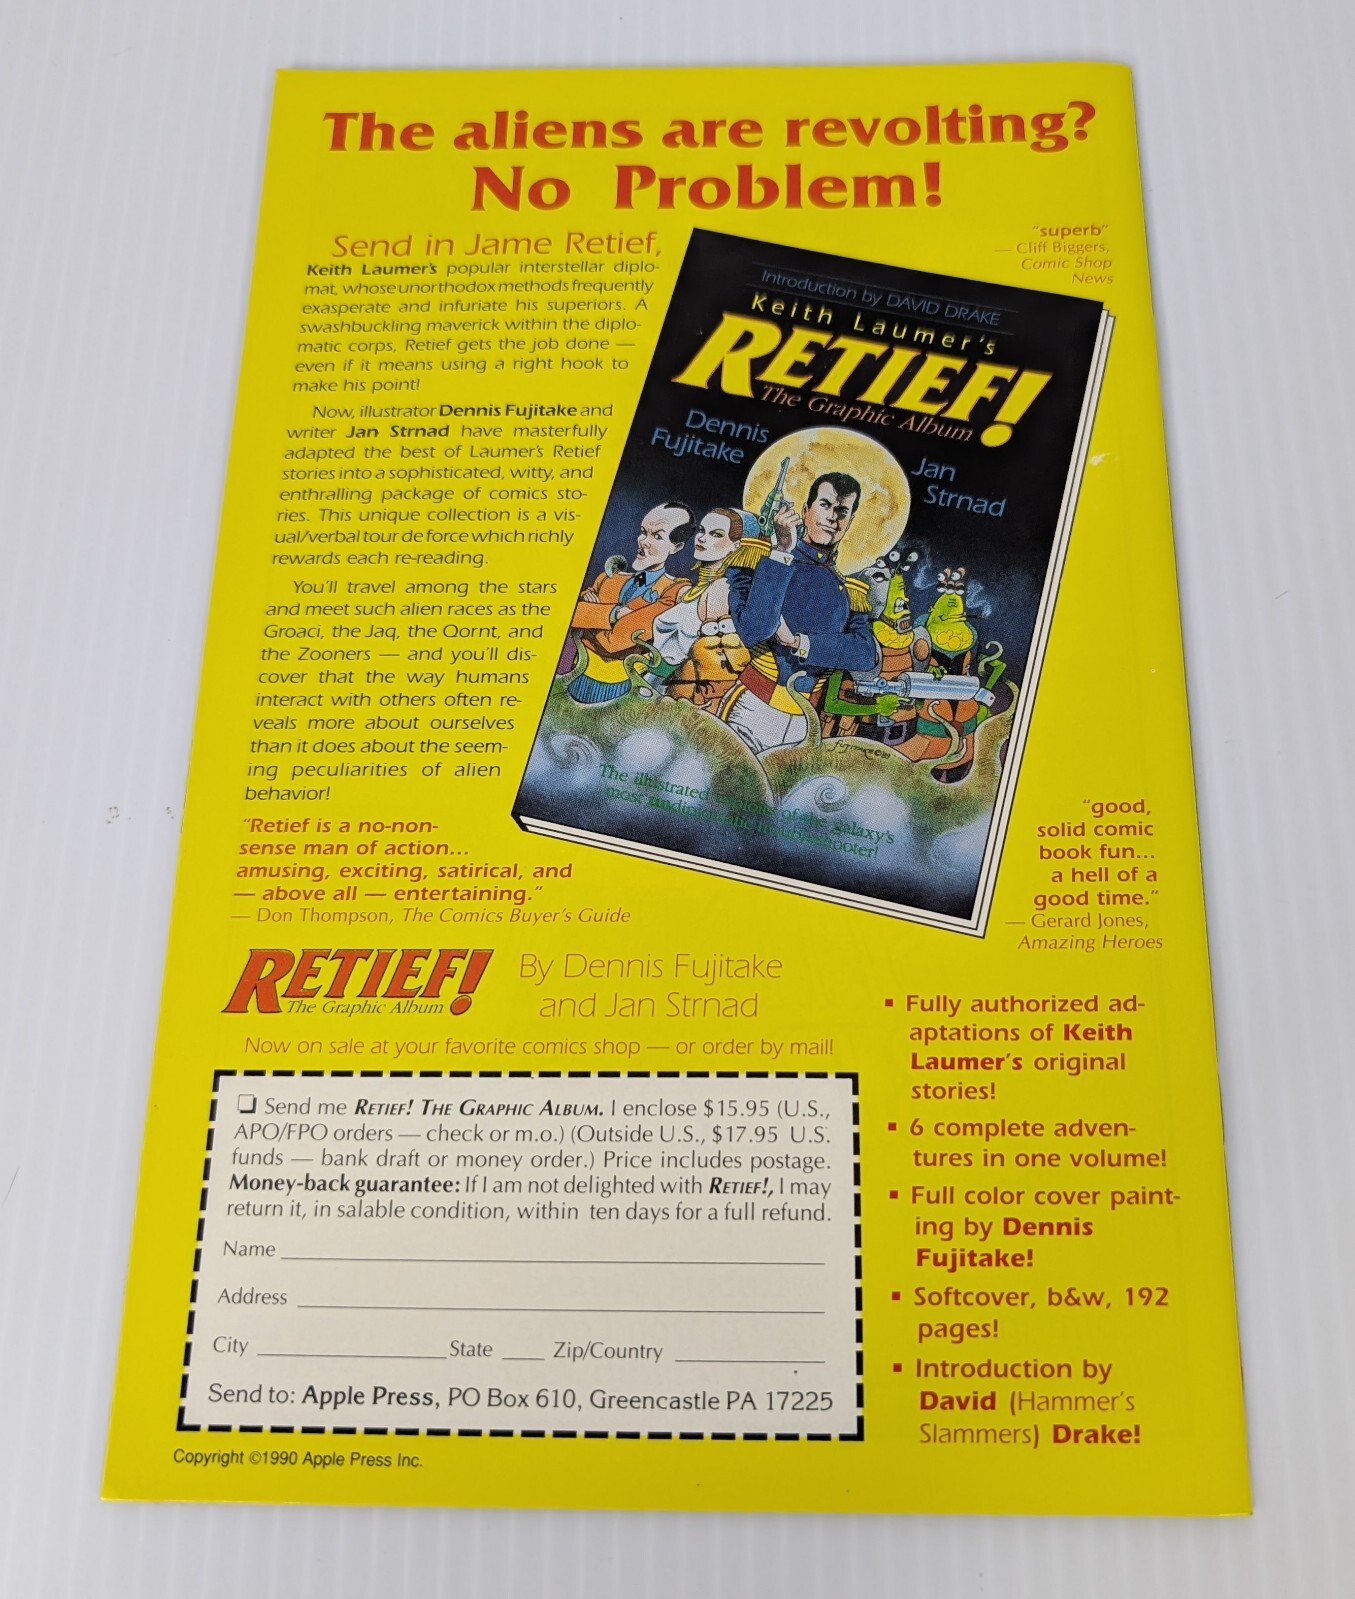 The aliens are revolting?
No Problem!
Send in Jame Retief,
Keith Laumer's popular interstellar diplo-
mat, whose unorthodox methods frequently
exasperate and infuriate his superiors. A
swashbuckling maverick within the diplo-
matic corps, Retief gets the job done —
even if it means using a right hook to
make his point!
Now, illustrator Dennis Fujitake and
writer Jan Strnad have masterfully
adapted the best of Laumer's Retief
stories into a sophisticated, witty, and
enthralling package of comics sto-
ries. This unique collection is a vis-
ual/verbal tour de force which richly
rewards each re-reading.
You'll travel among the stars
and meet such alien races as the
Groaci, the Jaq, the Qornt, and
the Zooners — and you'll dis-
cover that the way humans
interact with others often re-
veals more about ourselves
than it does about the seem-
ing peculiarities of alien
behavior!
"Retief is a no-non-
sense man of action...
amusing, exciting, satirical, and
— above all — entertaining."
— Don Thompson, The Comics Buyer's Guide
"superb"
— Cliff Biggers,
Comic Shop
News
Introduction by DAVID DRAKE
Keith Laumer's
RETIEF!
The Graphic Album
Dennis
Fujitake
Jan
Strnad
FUJITAKE©89
The illustrated of the galaxy's
most
"good,
solid comic
book fun...
a hell of a
good time."
— Gerard Jones,
Amazing Heroes
RETIEF!
The Graphic Album
By Dennis Fujitake
and Jan Strnad
Now on sale at your favorite comics shop — or order by mail!
❏ Send me RETIEF! THE GRAPHIC ALBUM. I enclose $15.95 (U.S.,
APO/FPO orders — check or m.o.) (Outside U.S., $17.95 U.S.
funds — bank draft or money order.) Price includes postage.
Money-back guarantee: If I am not delighted with RETIEF!, I may
return it, in salable condition, within ten days for a full refund.
Name
Address
City State Zip/Country
Send to: Apple Press, PO Box 610, Greencastle PA 17225
Copyright ©1990 Apple Press Inc.
▪ Fully authorized ad-
aptations of Keith
Laumer's original
stories!
▪ 6 complete adven-
tures in one volume!
▪ Full color cover paint-
ing by Dennis
Fujitake!
▪ Softcover, b&w, 192
pages!
▪ Introduction by
David (Hammer's
Slammers) Drake!